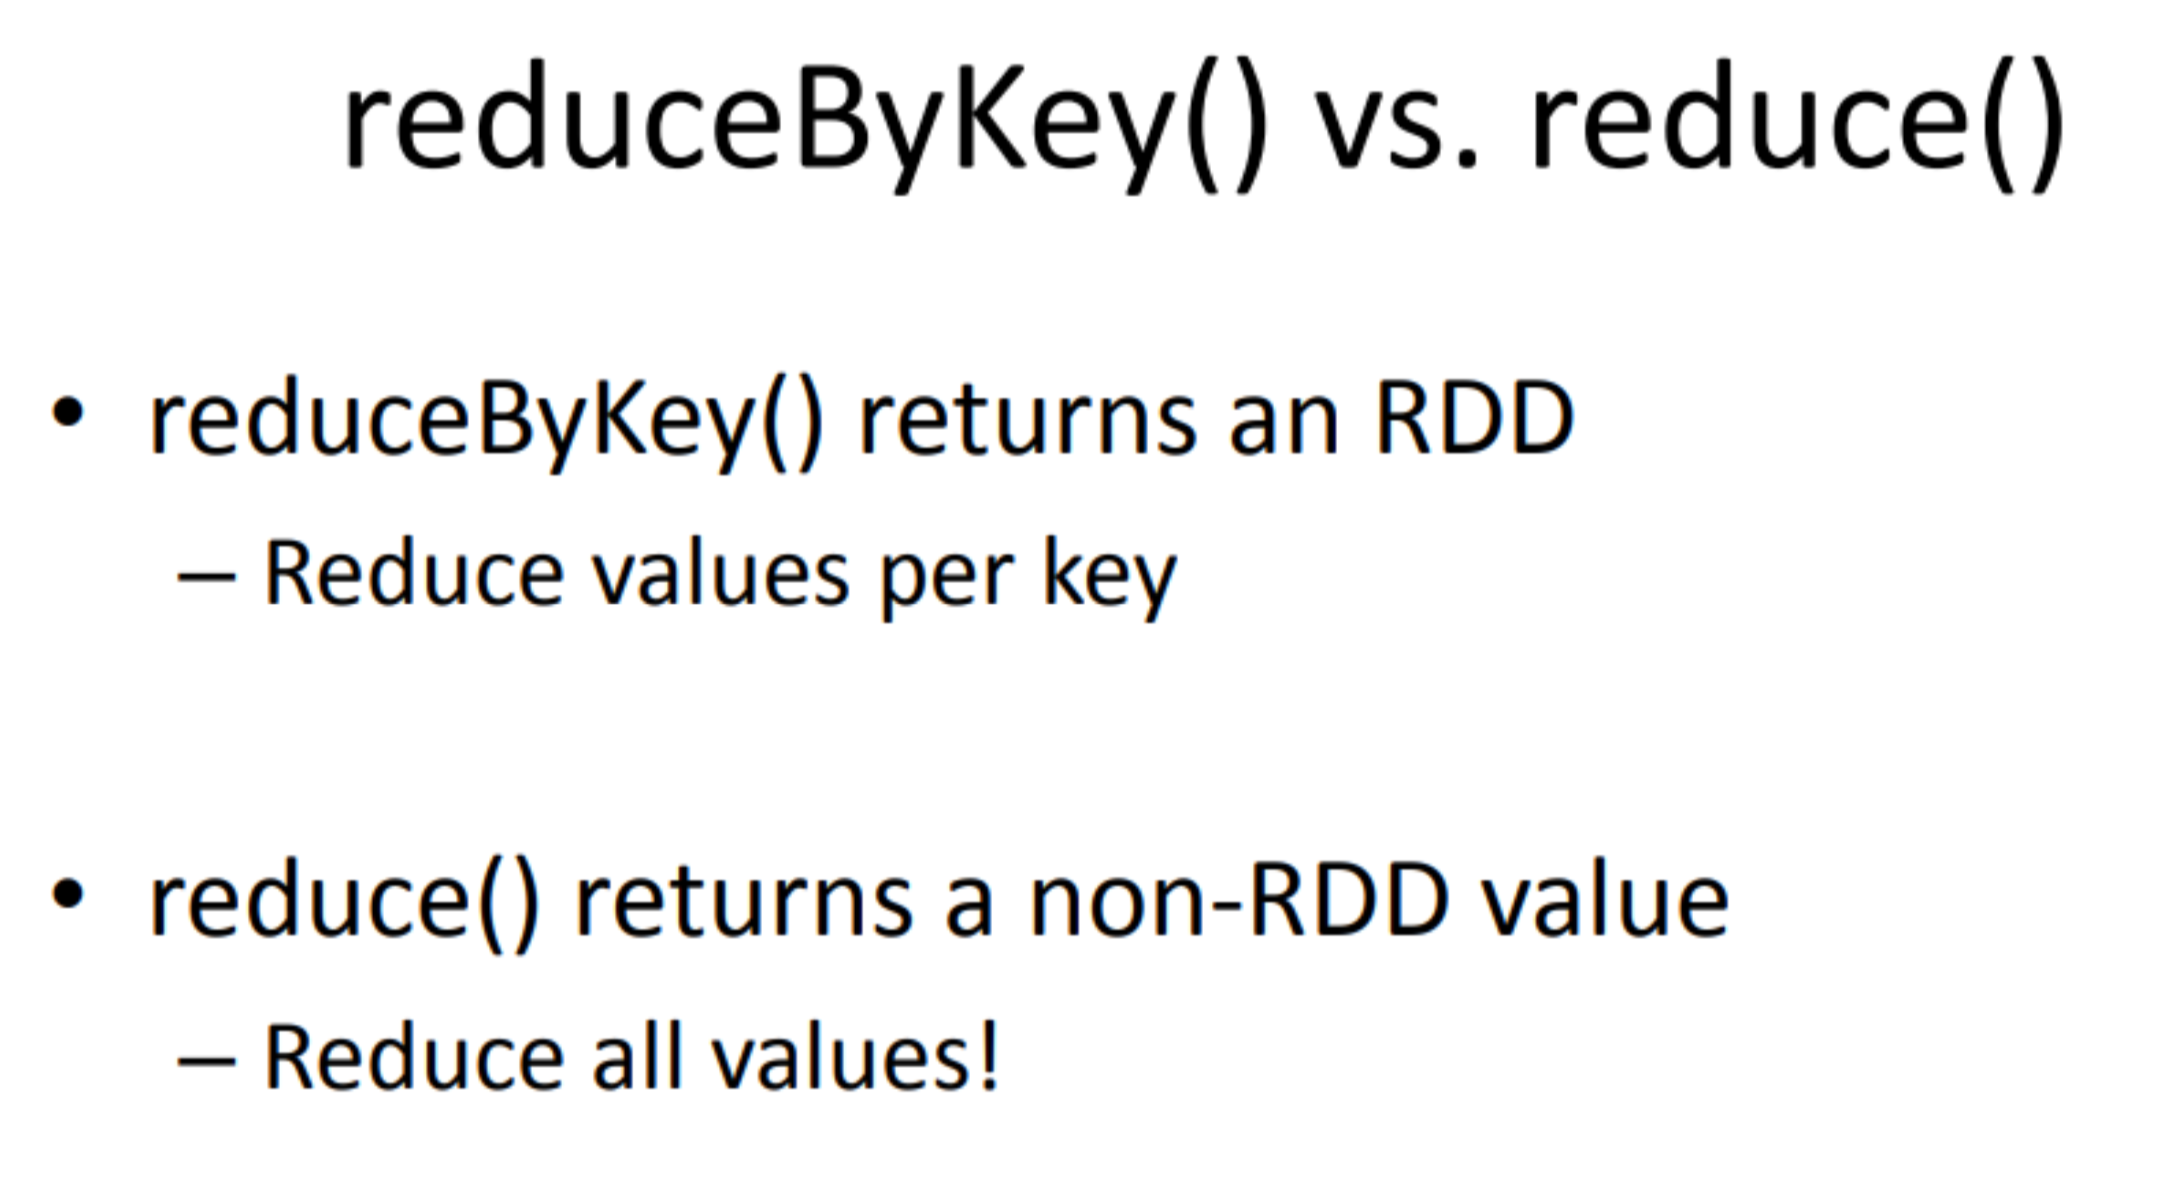 reduceByKey() vs. reduce()
• reduceByKey() returns an RDD
– Reduce values per key
• reduce() returns a non-RDD value
– Reduce all values!